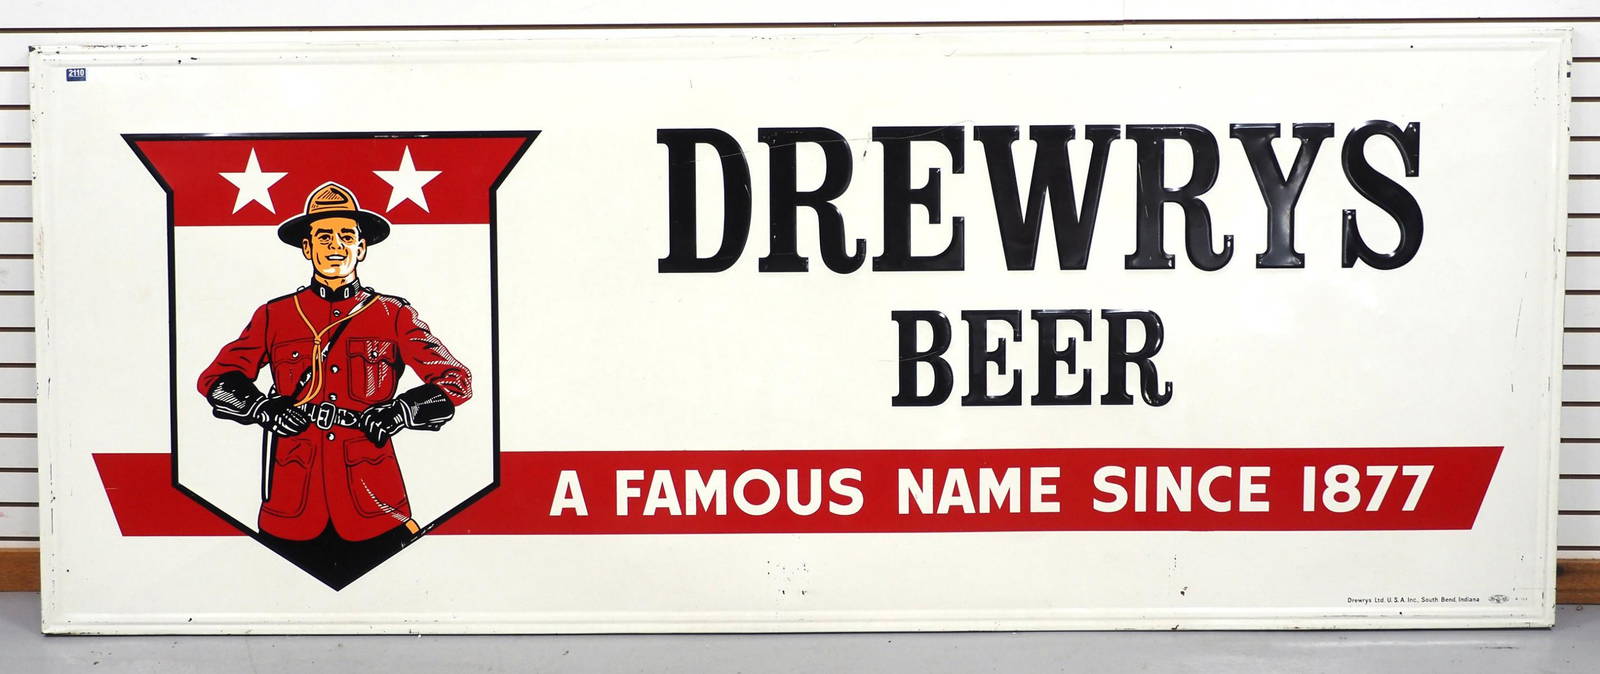 2110
DREWRYS
BEER
A FAMOUS NAME SINCE 1877
Drewrys Ltd. U.S.A. Inc., South Bend, Indiana